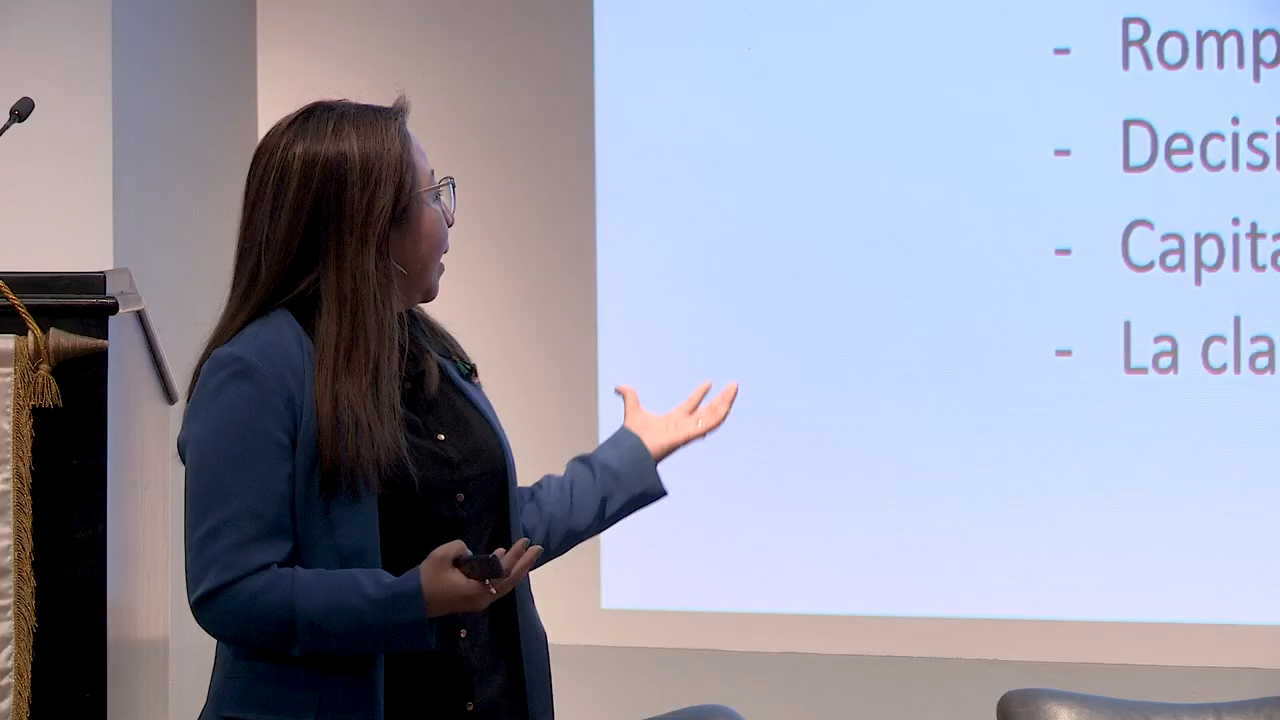 - Romp
- Decisi
- Capita
- La cla